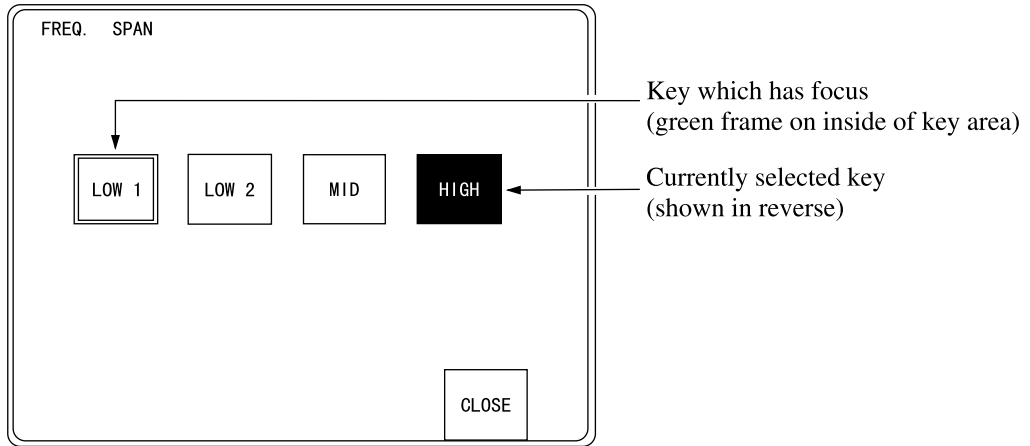 FREQ. SPAN
Key which has focus
(green frame on inside of key area)
LOW 1 LOW 2 MID HIGH
Currently selected key
(shown in reverse)
CLOSE